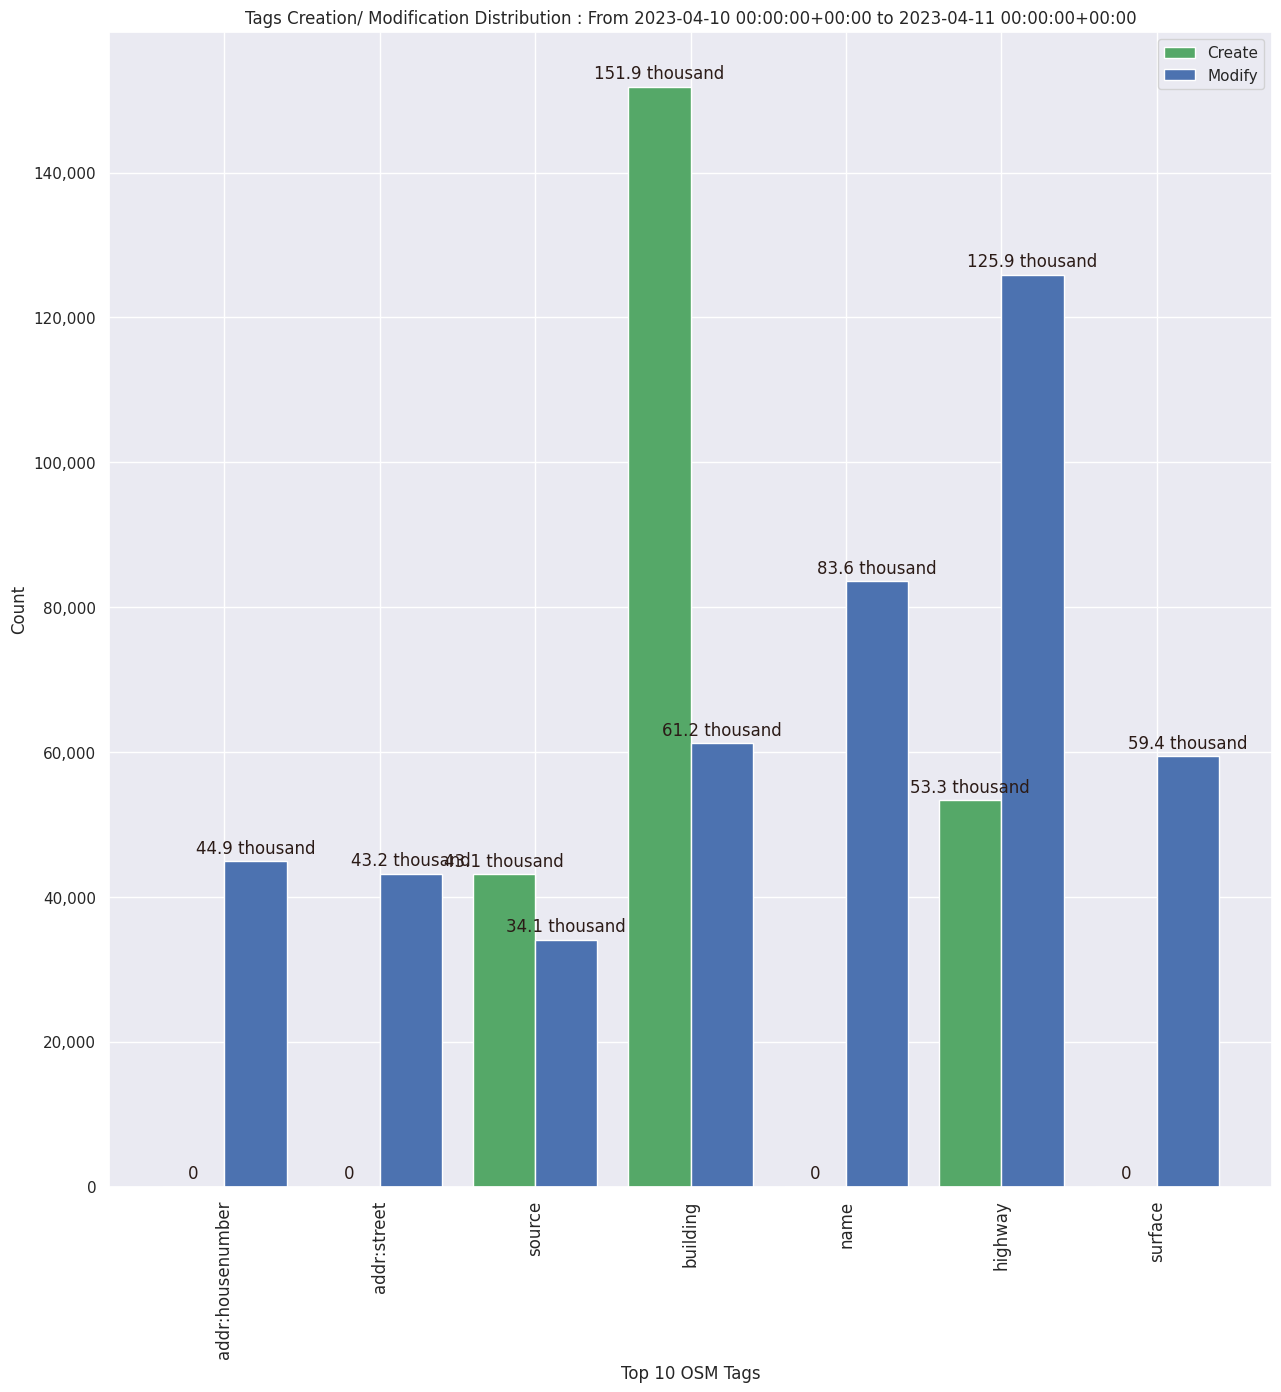 Tags Creation/ Modification Distribution : From 2023-04-10 00:00:00+00:00 to 2023-04-11 00:00:00+00:00
Create
Modify
151.9 thousand
140,000
125.9 thousand
120,000
100,000
83.6 thousand
80,000
Count
61.2 thousand
59.4 thousand
60,000
53.3 thousand
44.9 thousand
43.2 thousand
43.1 thousand
40,000
34.1 thousand
20,000
0
0
0
0
0
addr:housenumber
addr:street
source
building
name
highway
surface
Top 10 OSM Tags